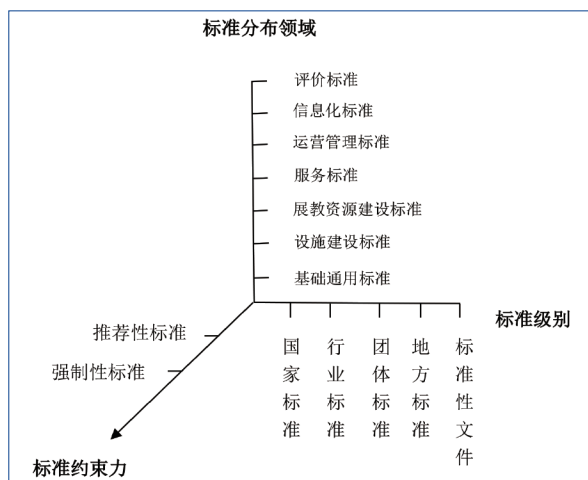 标准分布领域
评价标准
信息化标准
运营管理标准
服务标准
展教资源建设标准
设施建设标准
基础通用标准
标准级别
推荐性标准
强制性标准
国家标准
行业标准
团体标准
地方标准
标准性文件
标准约束力